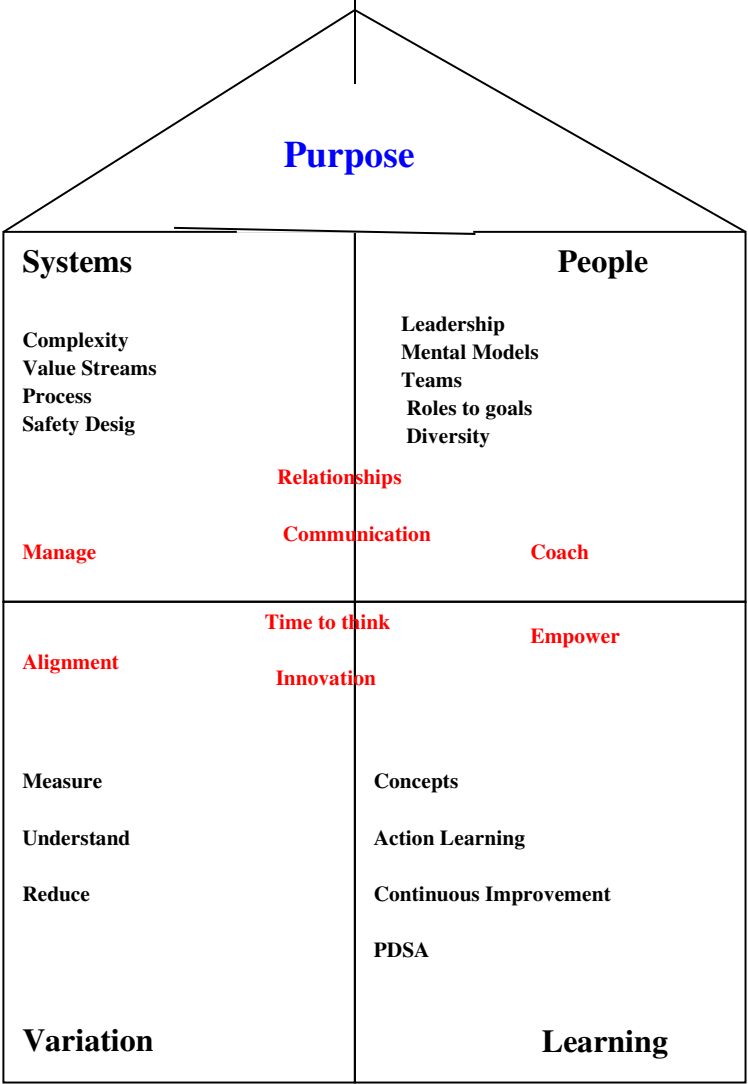 Purpose
Systems
People
Complexity
Value Streams
Process
Safety Desig
Leadership
Mental Models
Teams
Roles to goals
Diversity
Relationships
Communication
Manage
Coach
Time to think
Empower
Alignment
Innovation
Measure
Understand
Reduce
Concepts
Action Learning
Continuous Improvement
PDSA
Variation
Learning